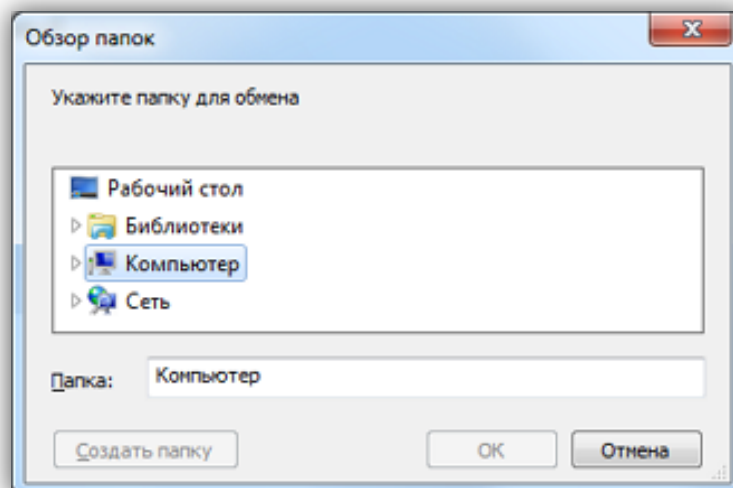 Обзор папок
Укажите папку для обмена
Рабочий стол
Библиотеки
Компьютер
Сеть
Папка: Компьютер
Создать папку OK Отмена